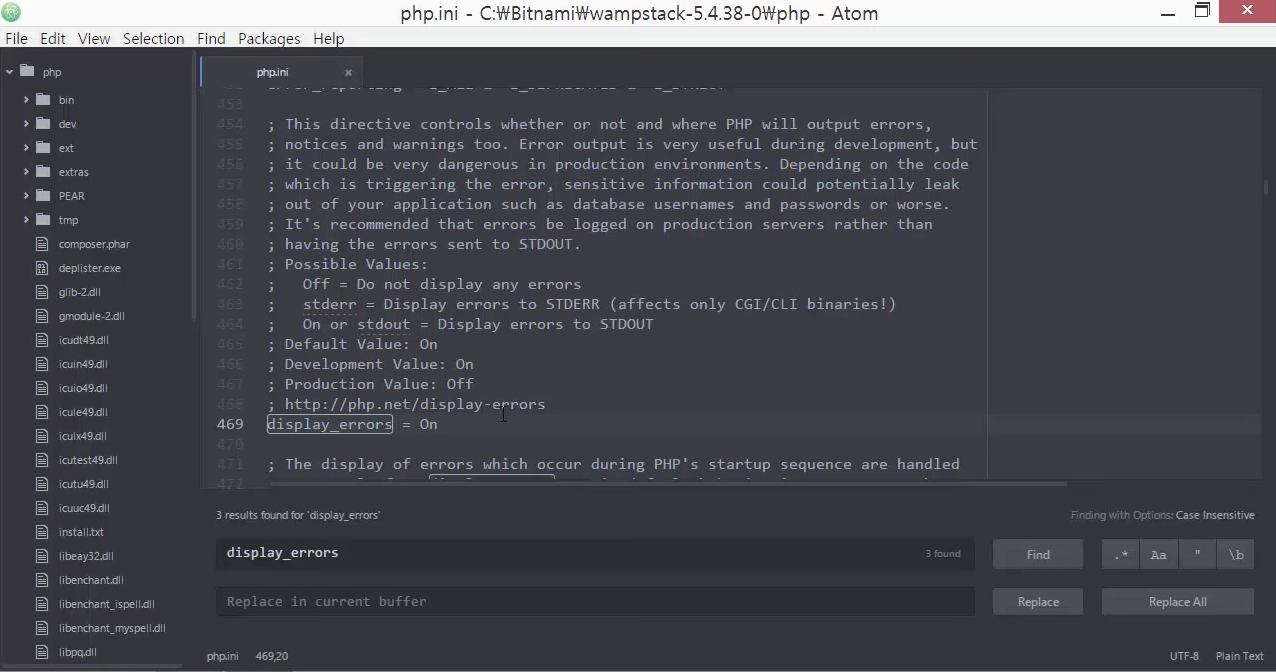 php.ini - C:₩Bitnami₩wampstack-5.4.38-0₩php - Atom
File Edit View Selection Find Packages Help
php
bin
dev
ext
extras
PEAR
tmp
composer.phar
deplister.exe
glib-2.dll
gmodule-2.dll
icudt49.dll
icuin49.dll
icuio49.dll
icule49.dll
iculx49.dll
icutest49.dll
icutu49.dll
icuuc49.dll
install.txt
libeay32.dll
libenchant.dll
libenchant_ispell.dll
libenchant_myspell.dll
libpq.dll
php.ini
453
454 ; This directive controls whether or not and where PHP will output errors,
455 ; notices and warnings too. Error output is very useful during development, but
456 ; it could be very dangerous in production environments. Depending on the code
457 ; which is triggering the error, sensitive information could potentially leak
458 ; out of your application such as database usernames and passwords or worse.
459 ; It's recommended that errors be logged on production servers rather than
460 ; having the errors sent to STDOUT.
461 ; Possible Values:
462 ;   Off = Do not display any errors
463 ;   stderr = Display errors to STDERR (affects only CGI/CLI binaries!)
464 ;   On or stdout = Display errors to STDOUT
465 ; Default Value: On
466 ; Development Value: On
467 ; Production Value: Off
468 ; http://php.net/display-errors
469 display_errors = On
470
471 ; The display of errors which occur during PHP's startup sequence are handled
472
3 results found for 'display_errors'
Finding with Options: Case Insensitive
display_errors 3 found Find .* Aa " \b
Replace in current buffer Replace Replace All
php.ini 469,20 UTF-8 Plain Text